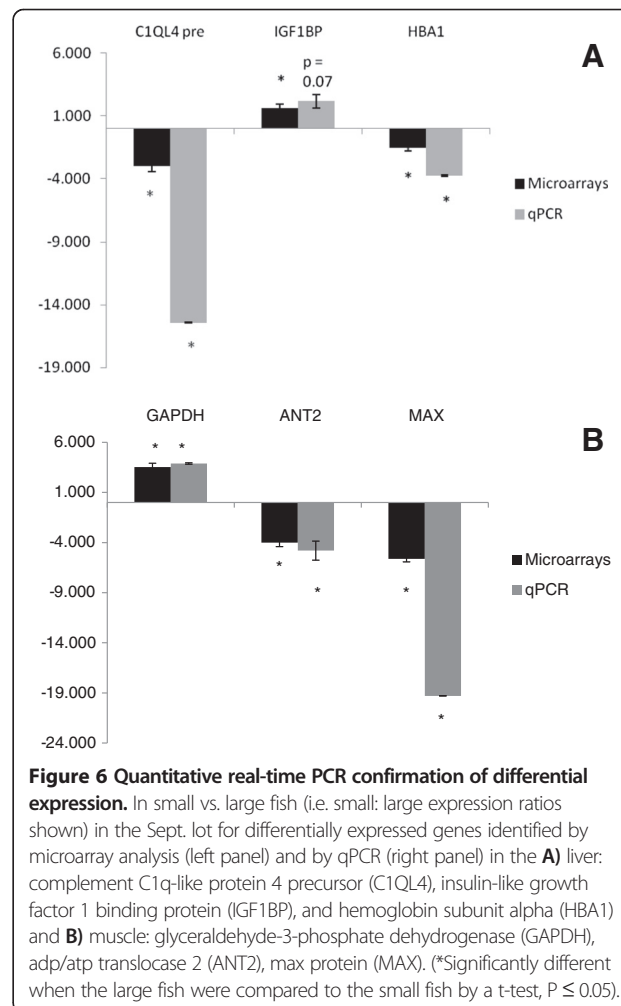 C1QL4 pre IGF1BP HBA1
A
6.000
p =
0.07
*
1.000
-4.000
* * * *
Microarrays
qPCR
-9.000
-14.000
*
-19.000
GAPDH ANT2 MAX
B
6.000
* *
1.000
-4.000
Microarrays
* * *
qPCR
-9.000
-14.000
-19.000
*
-24.000
Figure 6 Quantitative real-time PCR confirmation of differential
expression. In small vs. large fish (i.e. small: large expression ratios
shown) in the Sept. lot for differentially expressed genes identified by
microarray analysis (left panel) and by qPCR (right panel) in the A) liver:
complement C1q-like protein 4 precursor (C1QL4), insulin-like growth
factor 1 binding protein (IGF1BP), and hemoglobin subunit alpha (HBA1)
and B) muscle: glyceraldehyde-3-phosphate dehydrogenase (GAPDH),
adp/atp translocase 2 (ANT2), max protein (MAX). (*Significantly different
when the large fish were compared to the small fish by a t-test, P ≤ 0.05).